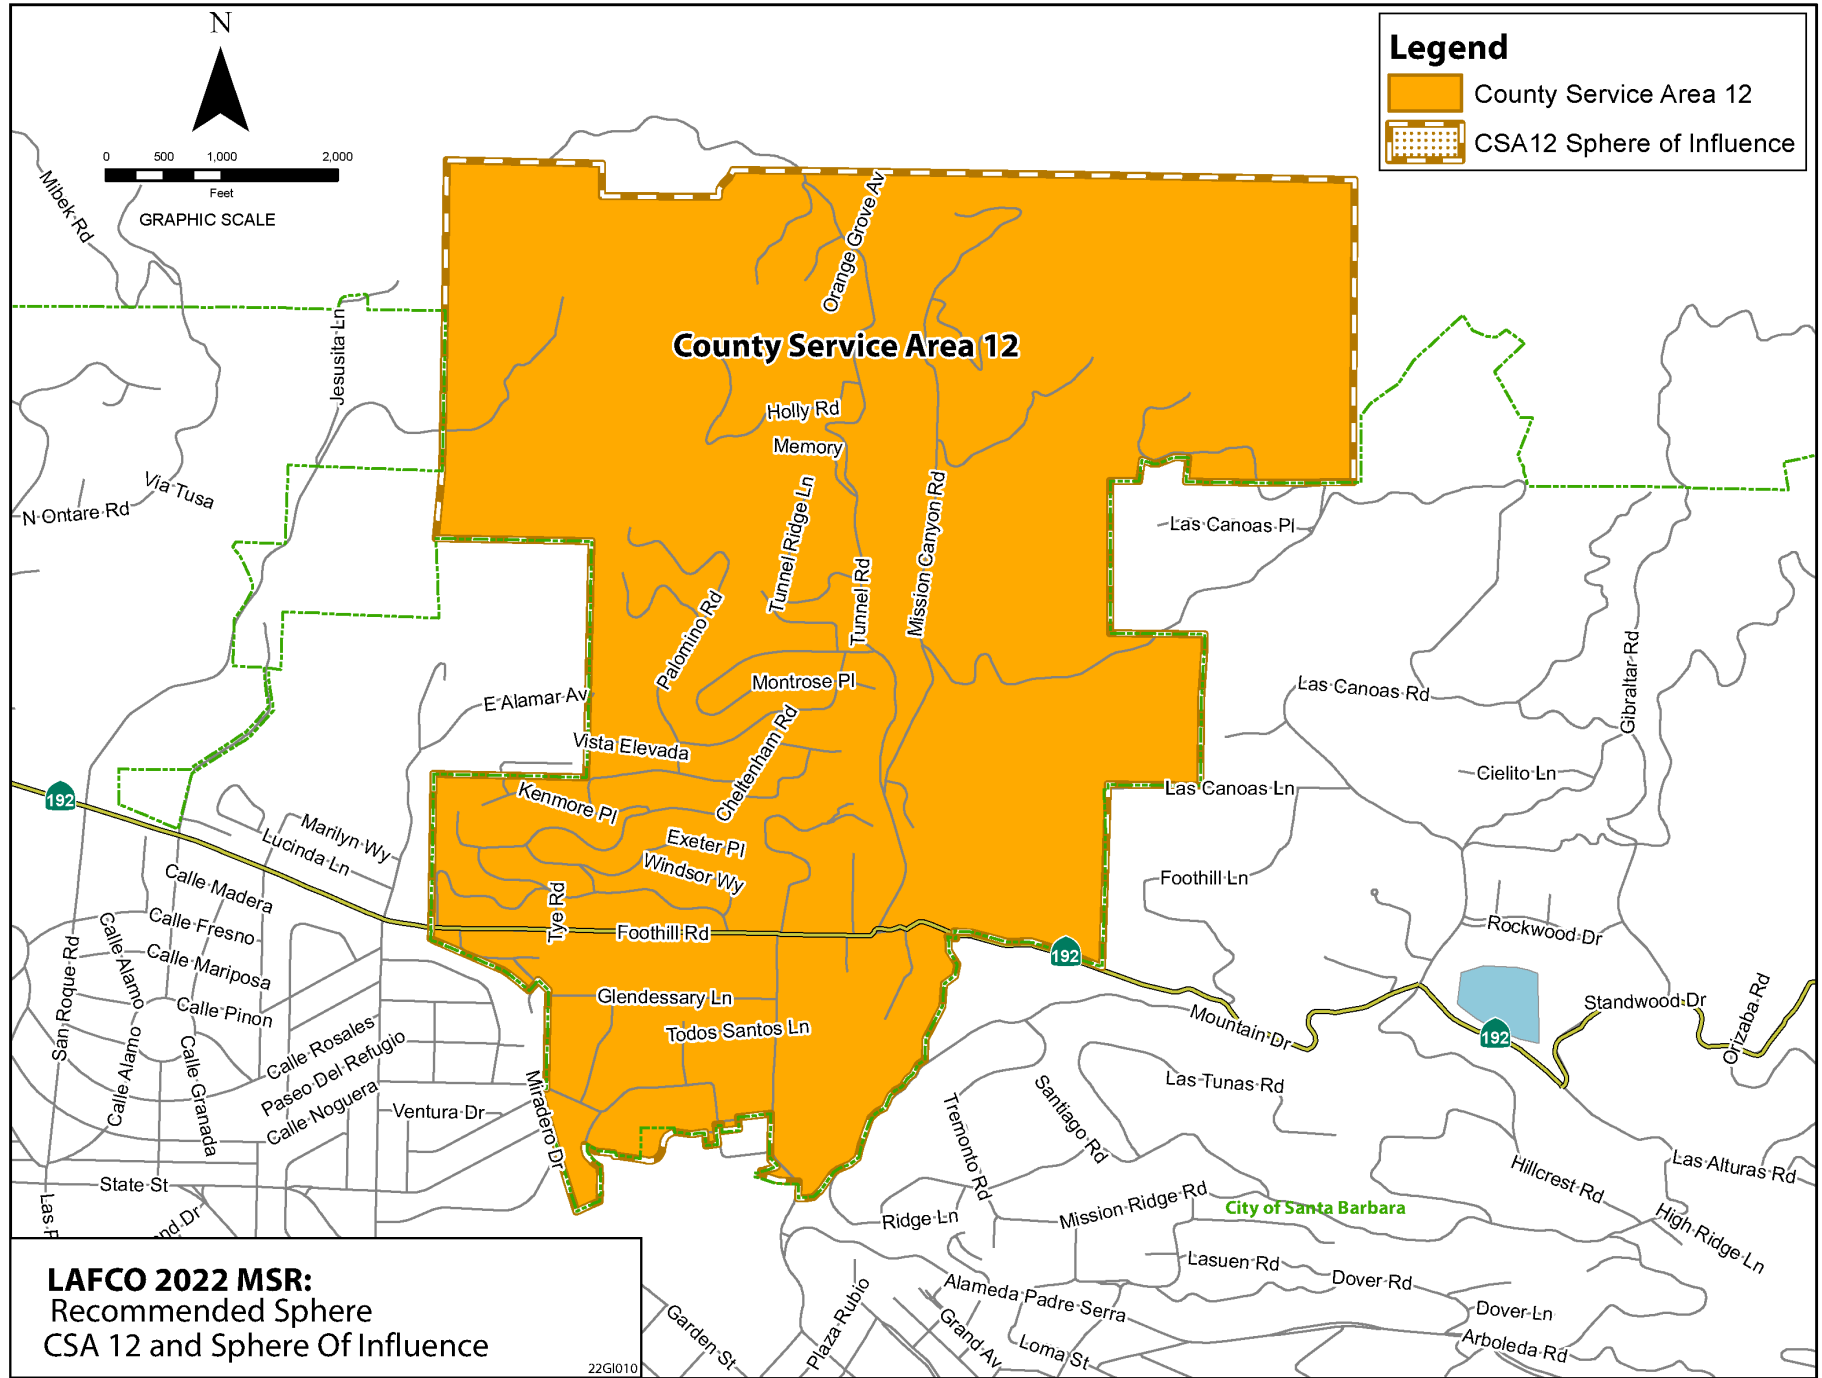 N
0 500 1,000 2,000
Feet
GRAPHIC SCALE
Legend
County Service Area 12
CSA12 Sphere of Influence
Mibek Rd
Orange Grove Av
Jesusita Ln
County Service Area 12
Holly Rd
Memory
Via Tusa
N Ontare Rd
Tunnel Ridge Ln
Mission Canyon Rd
Las Canoas Pl
Tunnel Rd
Palomino Rd
Montrose Pl
E Alamar Av
Las Canoas Rd
Gibraltar Rd
Vista Elevada
Cheltenham Rd
Cielito Ln
Las Canoas Ln
192
Kenmore Pl
Marilyn Wy
Lucinda Ln
Exeter Pl
Windsor Wy
Foothill Ln
Calle Madera
Tye Rd
Calle Fresno
Foothill Rd
Rockwood Dr
192
Calle Alamo
Calle Mariposa
San Roque Rd
Calle Pinon
Glendessary Ln
Todos Santos Ln
Standwood Dr
Orizaba Rd
Mountain Dr
192
Calle Rosales
Paseo Del Refugio
Calle Noguera
Calle Alamo
Calle Granada
Ventura Dr
Miradero Dr
Las Tunas Rd
Santiago Rd
Tremonto Rd
State St
Las Alturas Rd
Hillcrest Rd
Mission Ridge Rd
City of Santa Barbara
Ridge Ln
High Ridge Ln
Las
nd Dr
Lasuen Rd
Dover Rd
Dover Ln
Alameda Padre Serra
Grand Av
Loma St
Arboleda Rd
Plaza Rubio
Garden St
LAFCO 2022 MSR:
Recommended Sphere
CSA 12 and Sphere Of Influence
22GI010